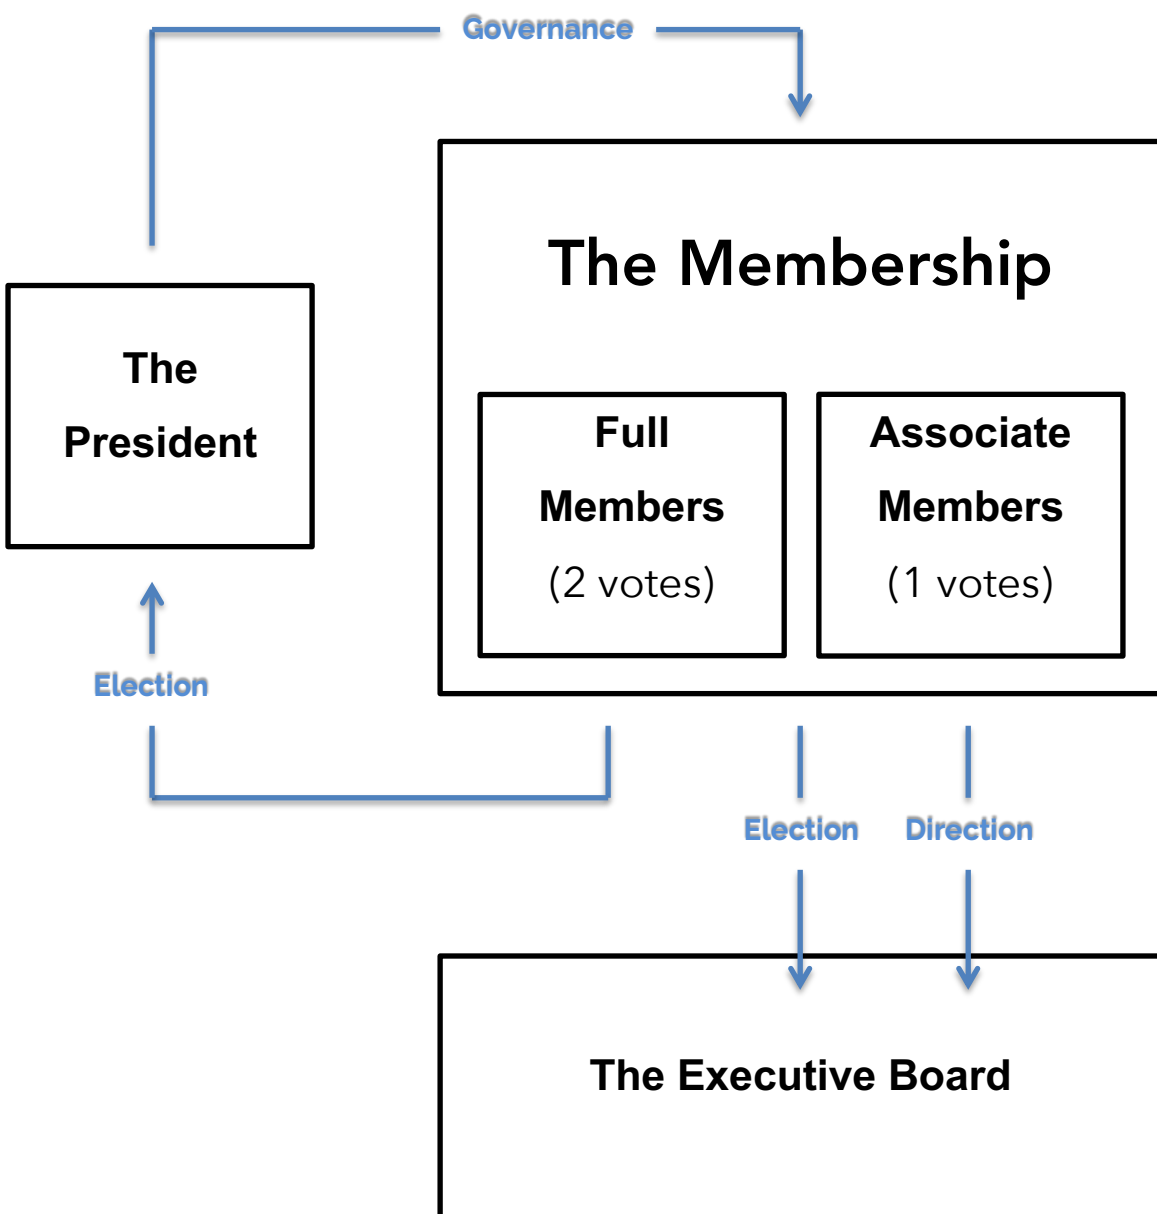 Governance
The Membership
The
President
Full
Members
(2 votes)
Associate
Members
(1 votes)
Election
Election
Direction
The Executive Board